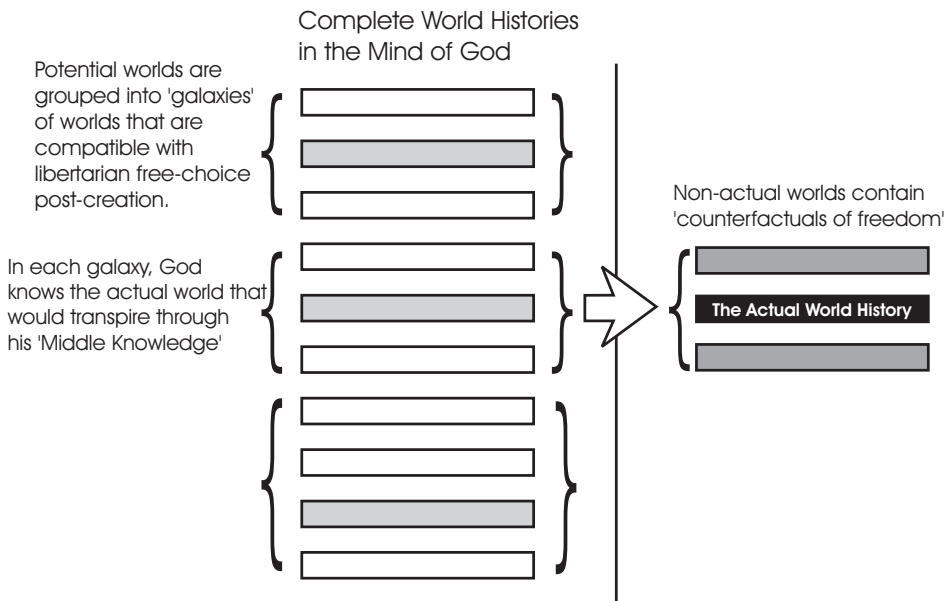 Complete World Histories
in the Mind of God
Potential worlds are
grouped into 'galaxies'
of worlds that are
compatible with
libertarian free-choice
post-creation.
In each galaxy, God
knows the actual world that
would transpire through
his 'Middle Knowledge'
Non-actual worlds contain
'counterfactuals of freedom'
The Actual World History